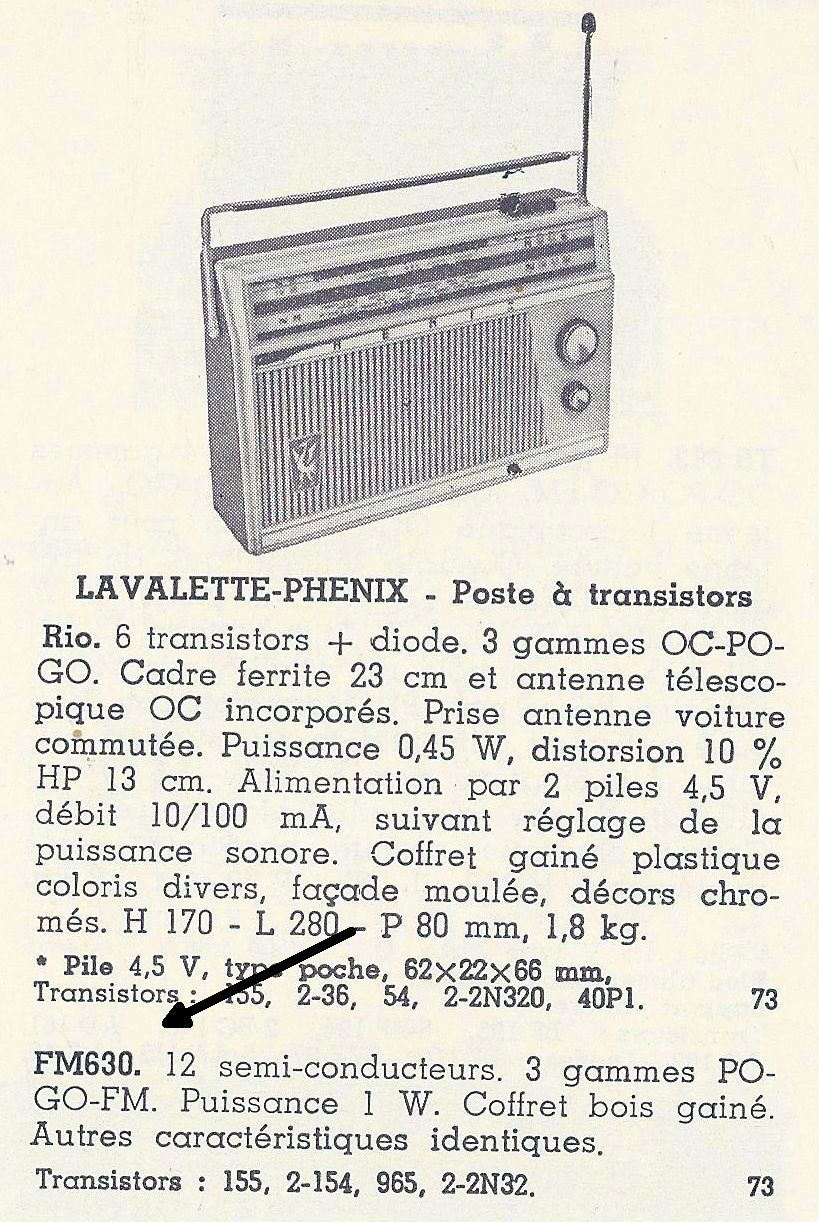 LAVALETTE-PHENIX - Poste à transistors
Rio. 6 transistors + diode. 3 gammes OC-PO-
GO. Cadre ferrite 23 cm et antenne télesco-
pique OC incorporés. Prise antenne voiture
commutée. Puissance 0,45 W, distorsion 10 %
HP 13 cm. Alimentation par 2 piles 4,5 V,
débit 10/100 mA, suivant réglage de la
puissance sonore. Coffret gainé plastique
coloris divers, façade moulée, décors chro-
més. H 170 - L 280 - P 80 mm, 1,8 kg.
* Pile 4,5 V, type poche, 62×22×66 mm,
Transistors : 155, 2-36, 54, 2-2N320, 40P1. 73
FM630. 12 semi-conducteurs. 3 gammes PO-
GO-FM. Puissance 1 W. Coffret bois gainé.
Autres caractéristiques identiques.
Transistors : 155, 2-154, 965, 2-2N32. 73